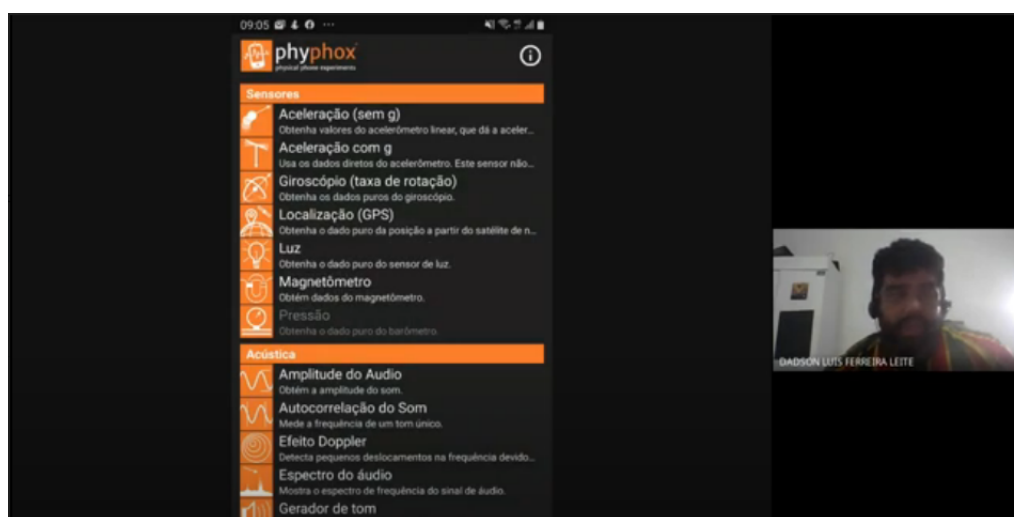 09:05
phyphox
physical phone experiments
Sensores
Aceleração (sem g)
Obtenha valores do acelerômetro linear, que dá a aceler...
Aceleração com g
Usa os dados diretos do acelerômetro. Este sensor não...
Giroscópio (taxa de rotação)
Obtenha os dados puros do giroscópio.
Localização (GPS)
Obtenha o dado puro da posição a partir do satélite de n...
Luz
Obtenha o dado puro do sensor de luz.
Magnetômetro
Obtém dados do magnetômetro.
Pressão
Obtenha o dado puro do barômetro.
Acústica
Amplitude do Audio
Obtém a amplitude do som.
Autocorrelação do Som
Mede a frequência de um tom único.
Efeito Doppler
Detecta pequenos deslocamentos na frequência devido...
Espectro do áudio
Mostra o espectro de frequência do sinal de áudio.
Gerador de tom
DADSON LUIS FERREIRA LEITE